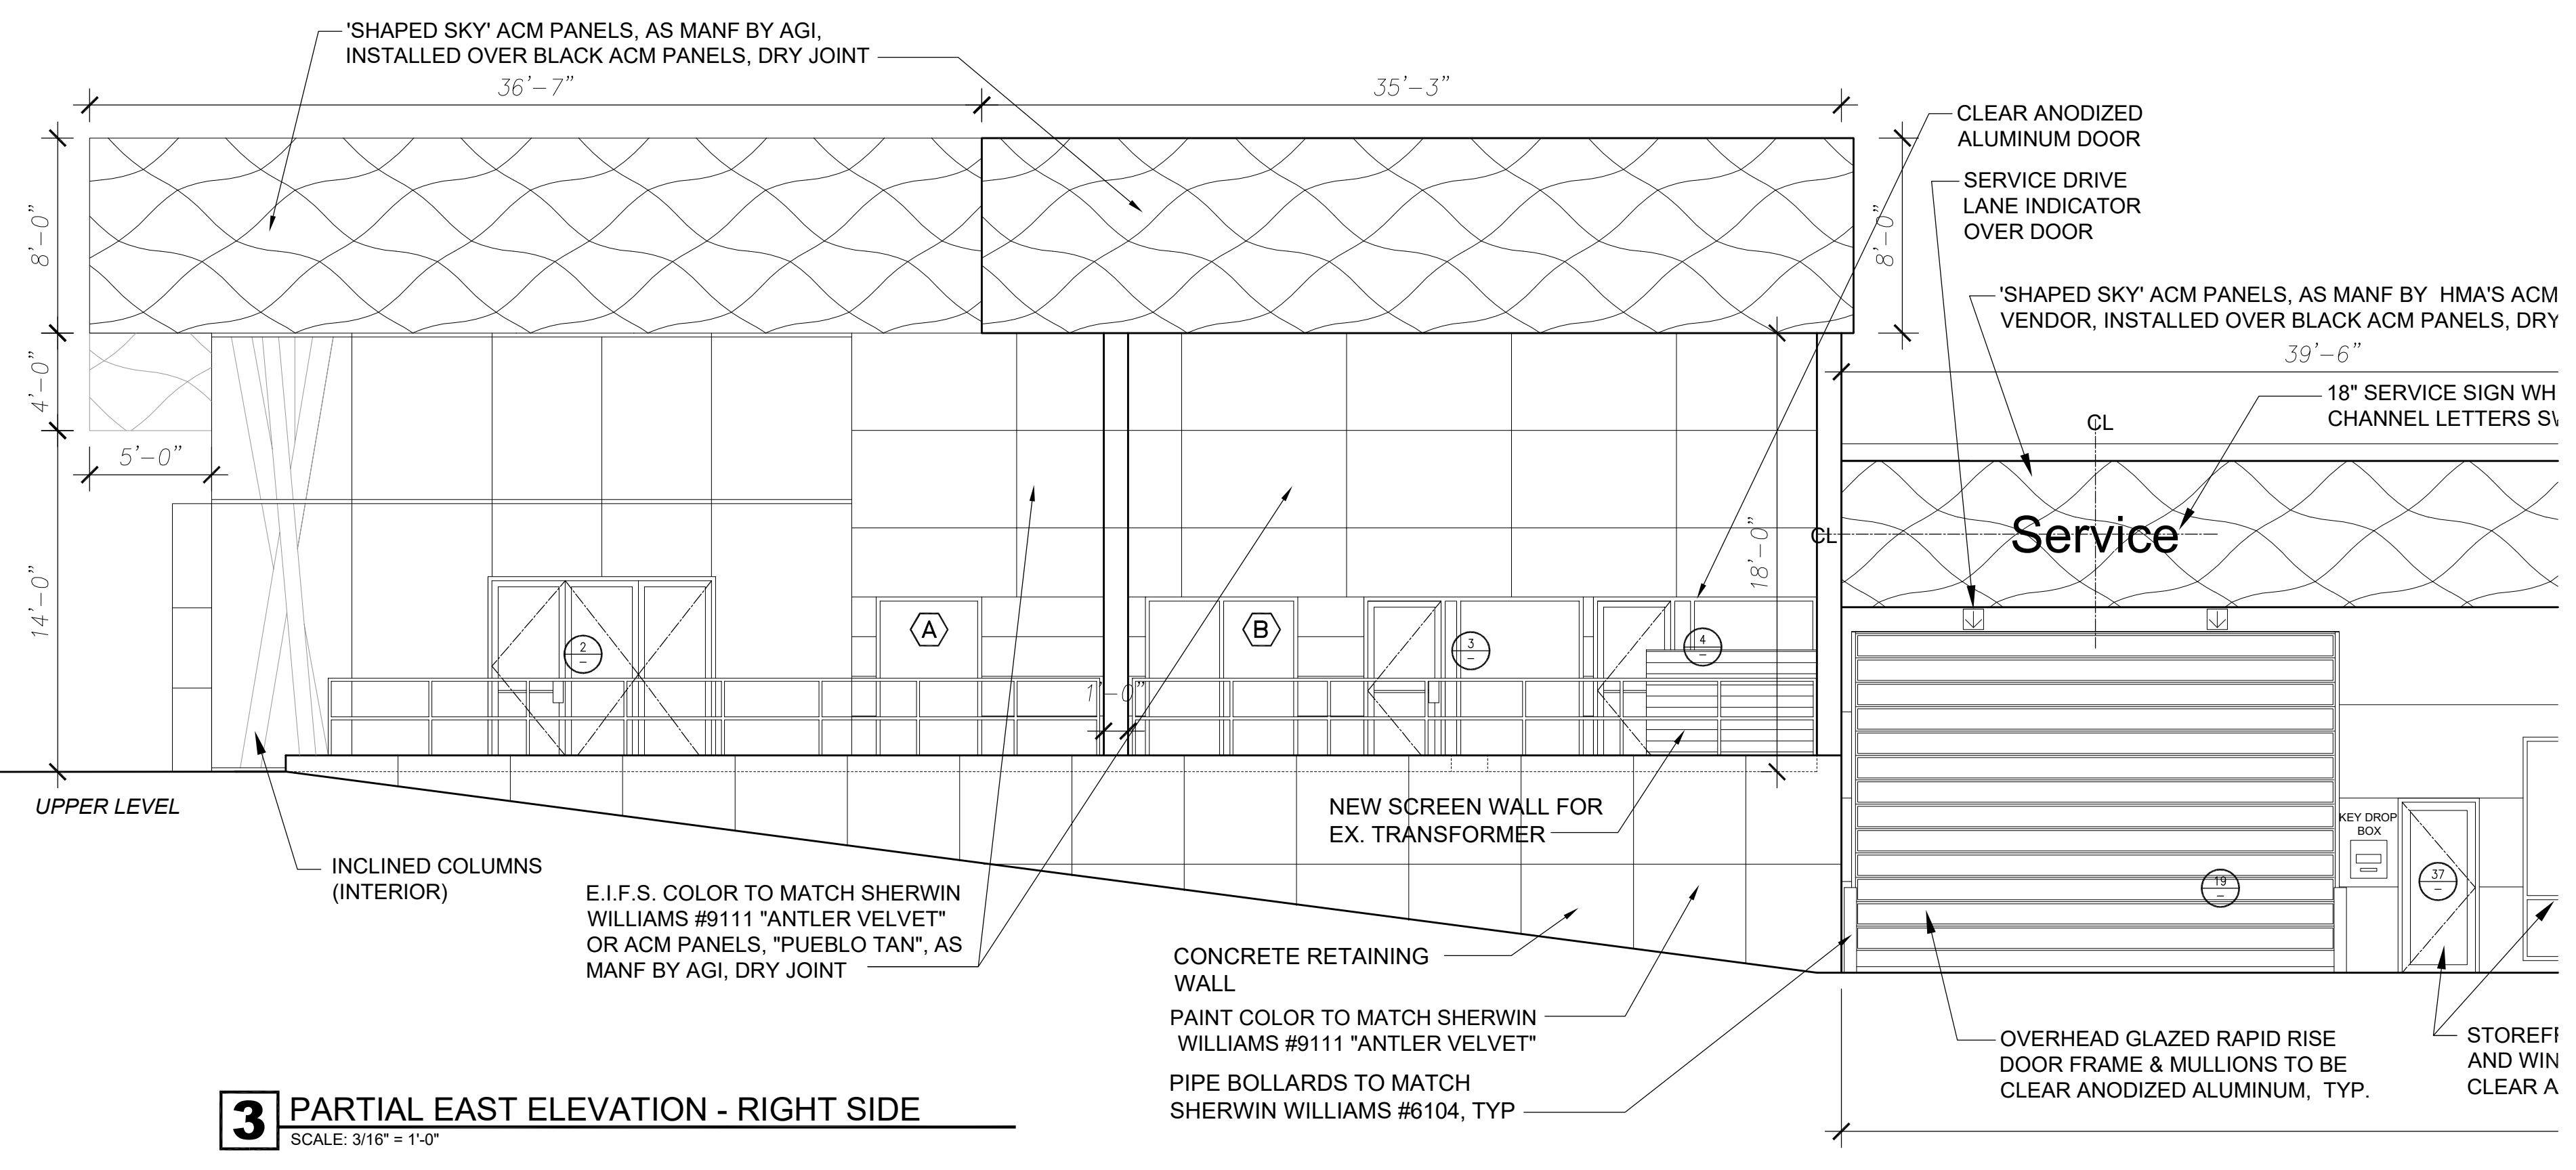 'SHAPED SKY' ACM PANELS, AS MANF BY AGI,
INSTALLED OVER BLACK ACM PANELS, DRY JOINT
36'-7"
35'-3"
CLEAR ANODIZED
ALUMINUM DOOR
SERVICE DRIVE
LANE INDICATOR
OVER DOOR
8'-0"
8'-0"
'SHAPED SKY' ACM PANELS, AS MANF BY HMA'S ACM
VENDOR, INSTALLED OVER BLACK ACM PANELS, DRY
39'-6"
4'-0"
18" SERVICE SIGN WH
CHANNEL LETTERS
CL
5'-0"
CL
Service
18'-0"
14'-0"
A
B
2
3
4
1'-0"
UPPER LEVEL
NEW SCREEN WALL FOR
EX. TRANSFORMER
KEY DROP
BOX
INCLINED COLUMNS
(INTERIOR)
19
37
E.I.F.S. COLOR TO MATCH SHERWIN
WILLIAMS #9111 "ANTLER VELVET"
OR ACM PANELS, "PUEBLO TAN", AS
MANF BY AGI, DRY JOINT
CONCRETE RETAINING
WALL
PAINT COLOR TO MATCH SHERWIN
WILLIAMS #9111 "ANTLER VELVET"
PIPE BOLLARDS TO MATCH
SHERWIN WILLIAMS #6104, TYP
OVERHEAD GLAZED RAPID RISE
DOOR FRAME & MULLIONS TO BE
CLEAR ANODIZED ALUMINUM, TYP.
STOREF
AND WIN
CLEAR A
3
PARTIAL EAST ELEVATION - RIGHT SIDE
SCALE: 3/16" = 1'-0"